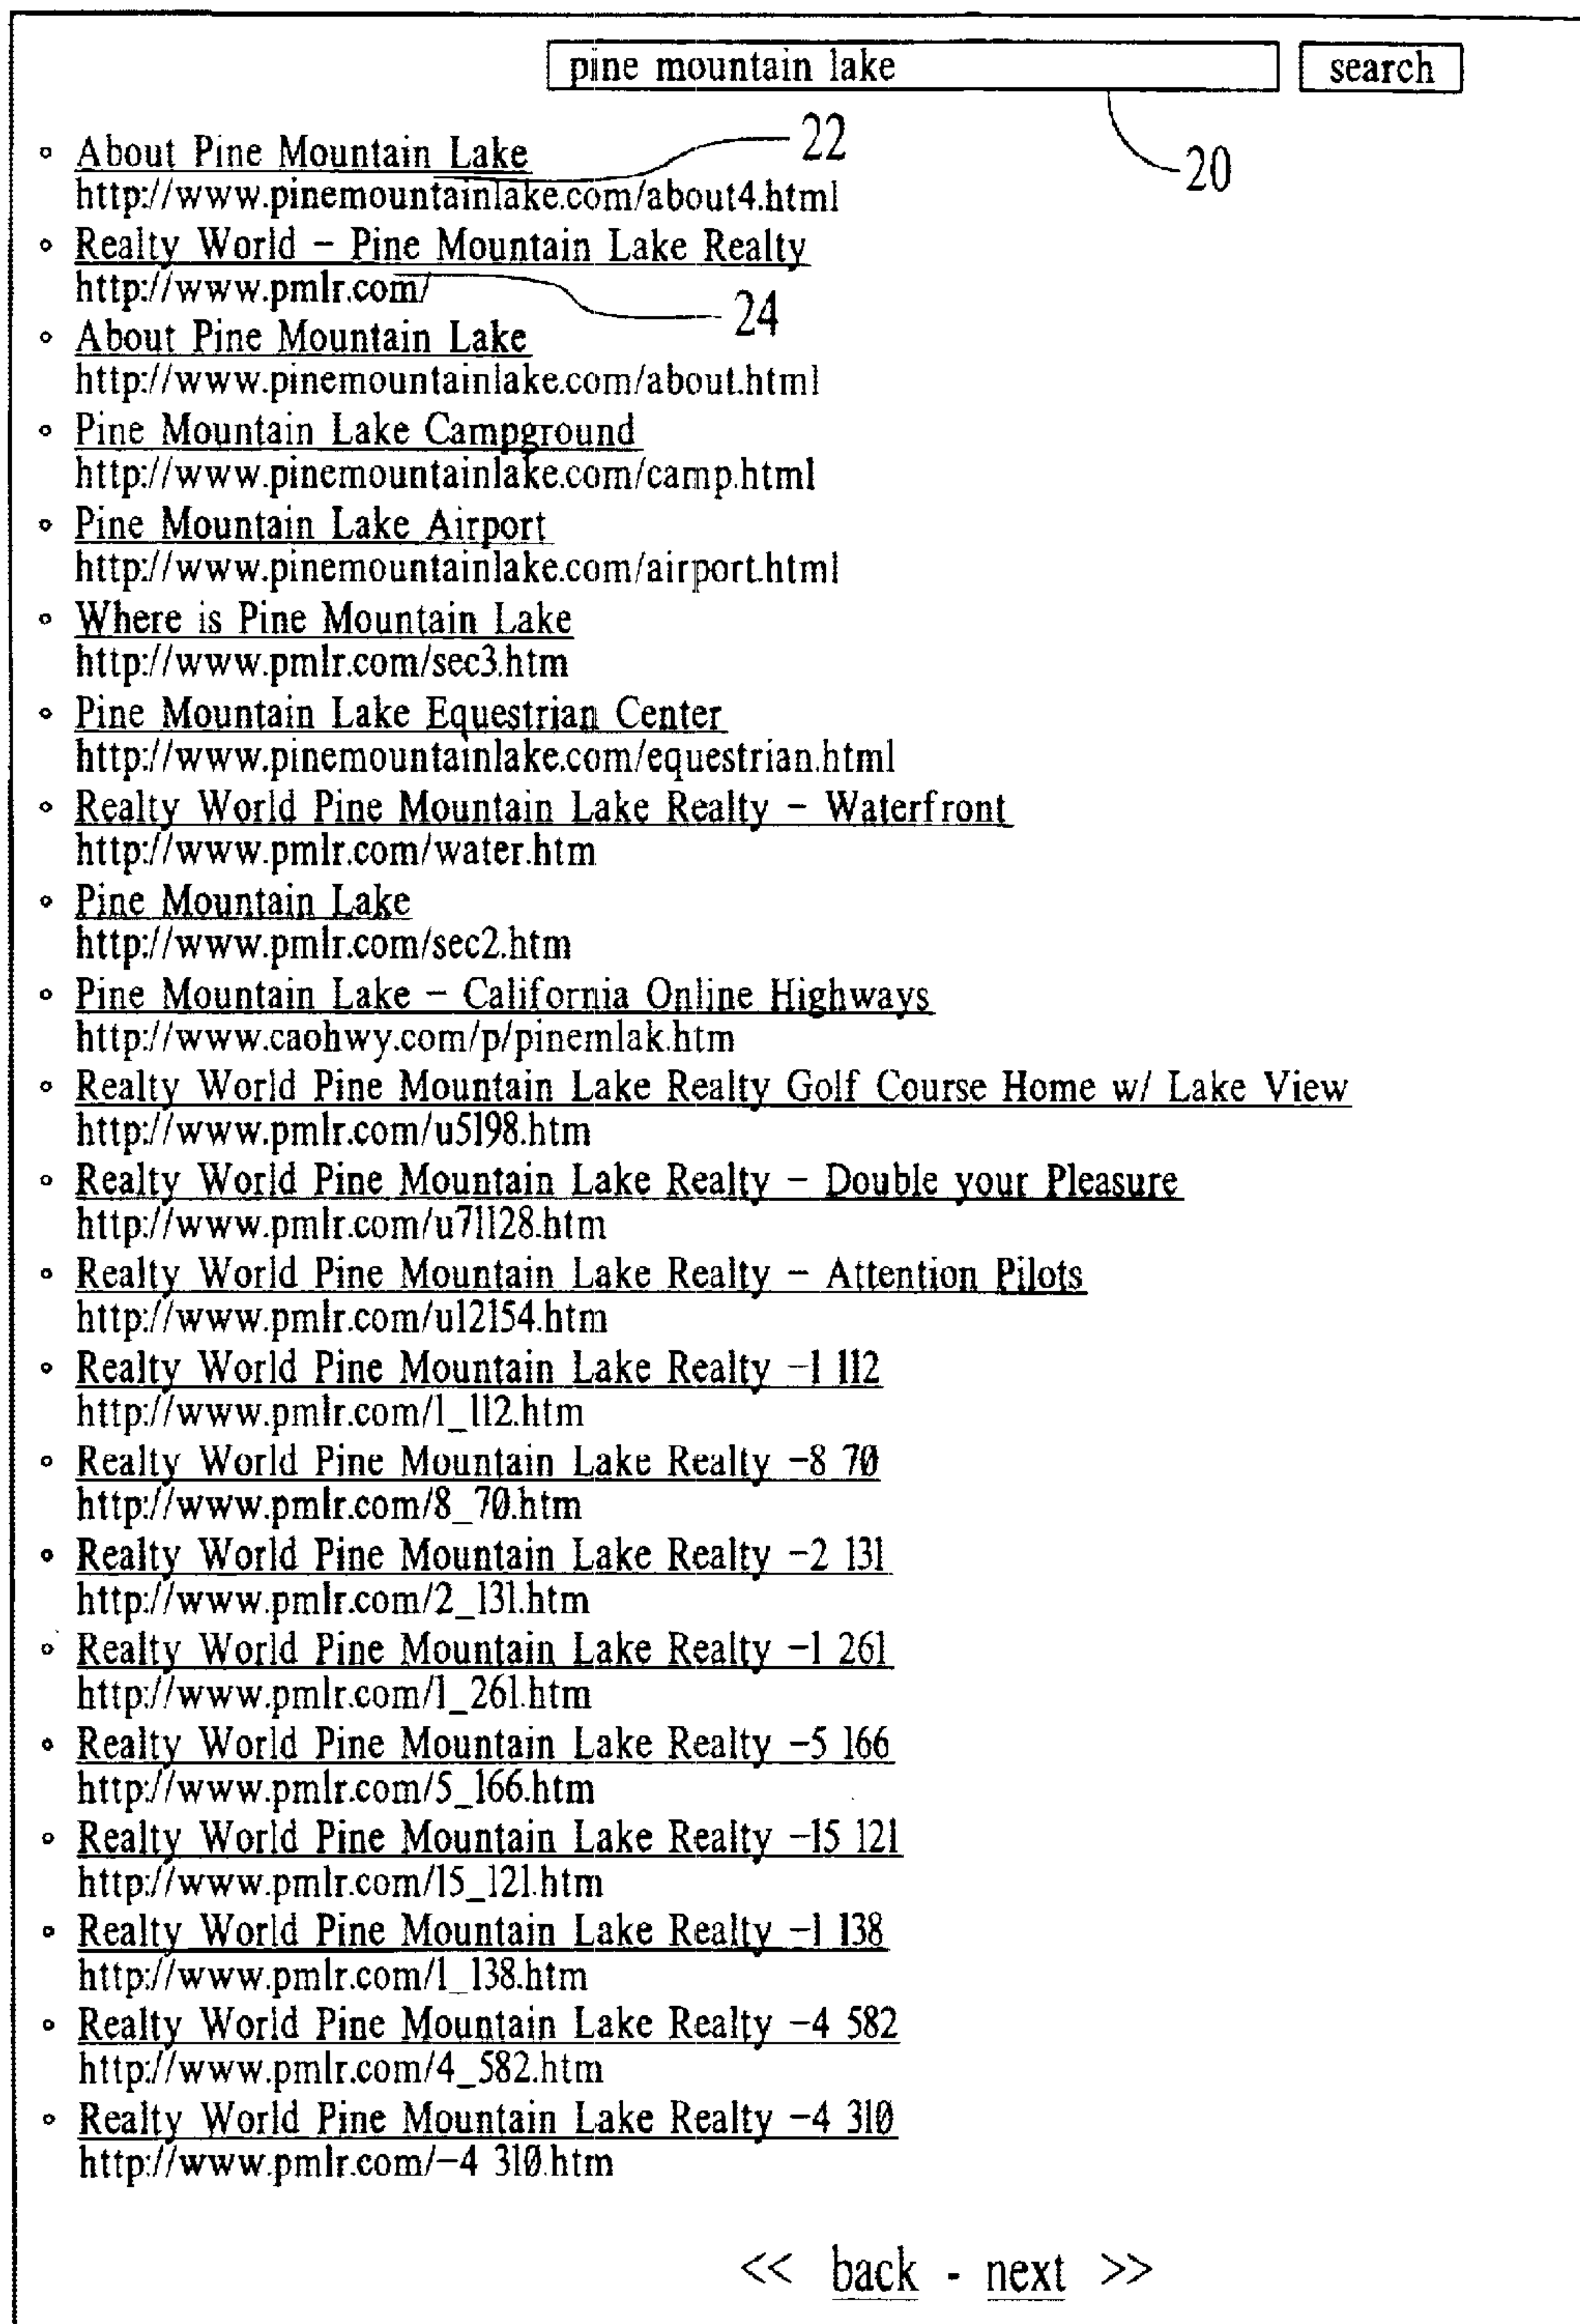 pine mountain lake search
22
20
◦ About Pine Mountain Lake
http://www.pinemountainlake.com/about4.html
◦ Realty World – Pine Mountain Lake Realty
http://www.pmlr.com/
24
◦ About Pine Mountain Lake
http://www.pinemountainlake.com/about.html
◦ Pine Mountain Lake Campground
http://www.pinemountainlake.com/camp.html
◦ Pine Mountain Lake Airport
http://www.pinemountainlake.com/airport.html
◦ Where is Pine Mountain Lake
http://www.pmlr.com/sec3.htm
◦ Pine Mountain Lake Equestrian Center
http://www.pinemountainlake.com/equestrian.html
◦ Realty World Pine Mountain Lake Realty – Waterfront
http://www.pmlr.com/water.htm
◦ Pine Mountain Lake
http://www.pmlr.com/sec2.htm
◦ Pine Mountain Lake – California Online Highways
http://www.caohwy.com/p/pinemlak.htm
◦ Realty World Pine Mountain Lake Realty Golf Course Home w/ Lake View
http://www.pmlr.com/u5198.htm
◦ Realty World Pine Mountain Lake Realty – Double your Pleasure
http://www.pmlr.com/u71128.htm
◦ Realty World Pine Mountain Lake Realty – Attention Pilots
http://www.pmlr.com/u12154.htm
◦ Realty World Pine Mountain Lake Realty –1 112
http://www.pmlr.com/1_112.htm
◦ Realty World Pine Mountain Lake Realty –8 70
http://www.pmlr.com/8_70.htm
◦ Realty World Pine Mountain Lake Realty –2 131
http://www.pmlr.com/2_131.htm
◦ Realty World Pine Mountain Lake Realty –1 261
http://www.pmlr.com/1_261.htm
◦ Realty World Pine Mountain Lake Realty –5 166
http://www.pmlr.com/5_166.htm
◦ Realty World Pine Mountain Lake Realty –15 121
http://www.pmlr.com/15_121.htm
◦ Realty World Pine Mountain Lake Realty –1 138
http://www.pmlr.com/1_138.htm
◦ Realty World Pine Mountain Lake Realty –4 582
http://www.pmlr.com/4_582.htm
◦ Realty World Pine Mountain Lake Realty –4 310
http://www.pmlr.com/–4 310.htm
<< back - next >>